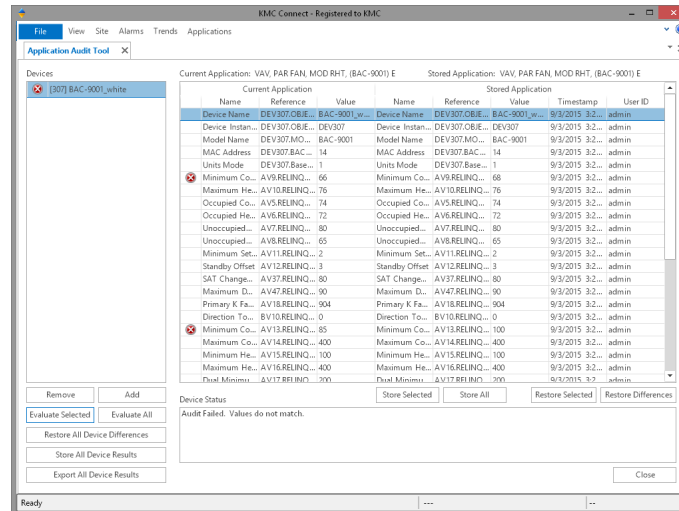 KMC Connect - Registered to KMC
File View Site Alarms Trends Applications
Application Audit Tool X
Devices
Current Application: VAV, PAR FAN, MOD RHT, (BAC-9001) E Stored Application: VAV, PAR FAN, MOD RHT, (BAC-9001) E
[307] BAC-9001_white
Current Application Stored Application
Name Reference Value Name Reference Value Timestamp User ID
Device Name DEV307.OBJE... BAC-9001_w... Device Name DEV307.OBJE... BAC-9001_w... 9/3/2015 3:2... admin
Device Instan... DEV307.OBJE... DEV307 Device Instan... DEV307.OBJE... DEV307 9/3/2015 3:2... admin
Model Name DEV307.MO... BAC-9001 Model Name DEV307.MO... BAC-9001 9/3/2015 3:2... admin
MAC Address DEV307.BAC... 14 MAC Address DEV307.BAC... 14 9/3/2015 3:2... admin
Units Mode DEV307.Base... 1 Units Mode DEV307.Base... 1 9/3/2015 3:2... admin
Minimum Co... AV9.RELINQ... 66 Minimum Co... AV9.RELINQ... 68 9/3/2015 3:2... admin
Maximum He... AV10.RELINQ... 76 Maximum He... AV10.RELINQ... 76 9/3/2015 3:2... admin
Occupied Co... AV5.RELINQ... 74 Occupied Co... AV5.RELINQ... 74 9/3/2015 3:2... admin
Occupied He... AV6.RELINQ... 72 Occupied He... AV6.RELINQ... 72 9/3/2015 3:2... admin
Unoccupied... AV7.RELINQ... 80 Unoccupied... AV7.RELINQ... 80 9/3/2015 3:2... admin
Unoccupied... AV8.RELINQ... 65 Unoccupied... AV8.RELINQ... 65 9/3/2015 3:2... admin
Minimum Set... AV11.RELINQ... 2 Minimum Set... AV11.RELINQ... 2 9/3/2015 3:2... admin
Standby Offset AV12.RELINQ... 3 Standby Offset AV12.RELINQ... 3 9/3/2015 3:2... admin
SAT Change... AV37.RELINQ... 80 SAT Change... AV37.RELINQ... 80 9/3/2015 3:2... admin
Maximum D... AV47.RELINQ... 90 Maximum D... AV47.RELINQ... 90 9/3/2015 3:2... admin
Primary K Fa... AV18.RELINQ... 904 Primary K Fa... AV18.RELINQ... 904 9/3/2015 3:2... admin
Direction To... BV10.RELINQ... 0 Direction To... BV10.RELINQ... 0 9/3/2015 3:2... admin
Minimum Co... AV13.RELINQ... 85 Minimum Co... AV13.RELINQ... 100 9/3/2015 3:2... admin
Maximum Co... AV14.RELINQ... 400 Maximum Co... AV14.RELINQ... 400 9/3/2015 3:2... admin
Minimum He... AV15.RELINQ... 100 Minimum He... AV15.RELINQ... 100 9/3/2015 3:2... admin
Maximum He... AV16.RELINQ... 400 Maximum He... AV16.RELINQ... 400 9/3/2015 3:2... admin
Dual Minimu... AV17.RELINQ... 200 Dual Minimu... AV17.RELINQ... 200 9/3/2015 3:2... admin
Remove Add Device Status Store Selected Store All Restore Selected Restore Differences
Evaluate Selected Evaluate All Audit Failed. Values do not match.
Restore All Device Differences
Store All Device Results
Export All Device Results Close
Ready --- --